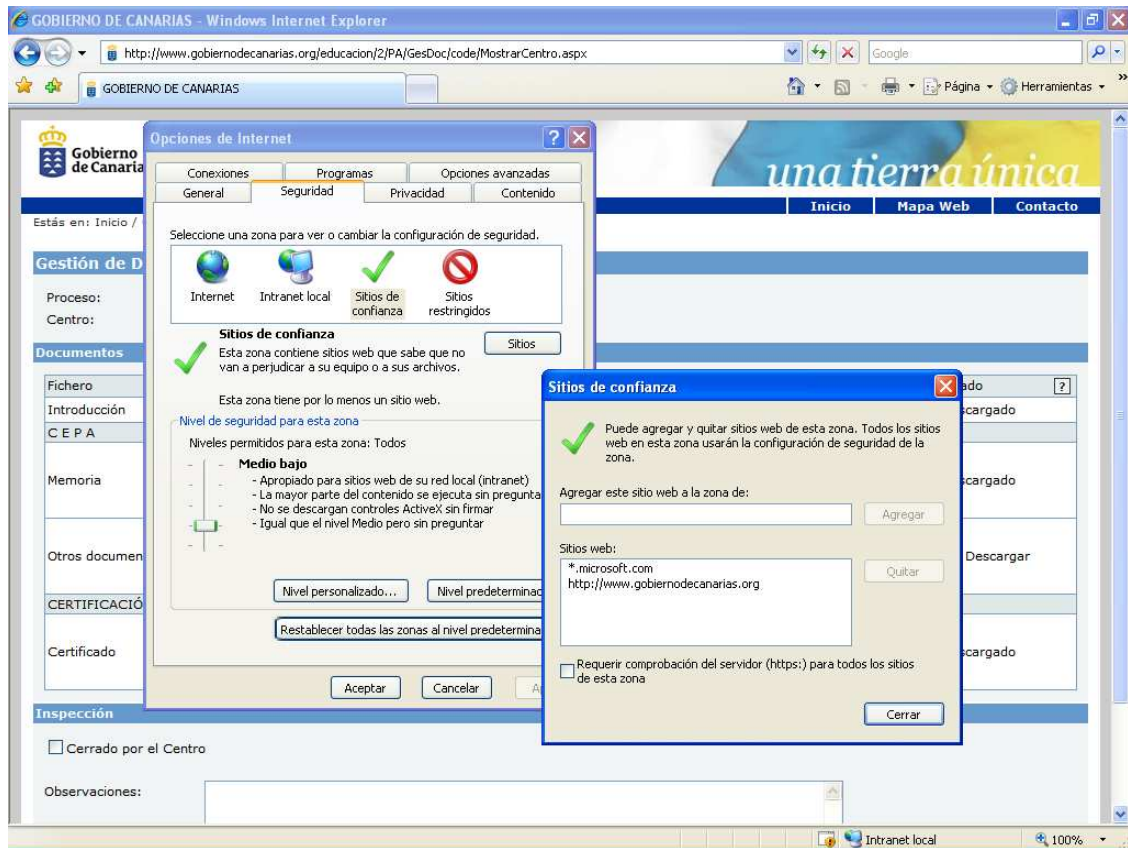 GOBIERNO DE CANARIAS - Windows Internet Explorer
http://www.gobiernodecanarias.org/educacion/2/PA/GesDoc/code/MostrarCentro.aspx
Google
GOBIERNO DE CANARIAS
Página
Herramientas
Gobierno
de Canaria
una tierra única
Inicio
Mapa Web
Contacto
Estás en: Inicio /
Gestión de D
Proceso:
Centro:
Documentos
Fichero
ado
?
Introducción
scargado
C E P A
Memoria
scargado
Otros documen
Descargar
CERTIFICACIÓ
Certificado
scargado
Inspección
Cerrado por el Centro
Observaciones:
Opciones de Internet
Conexiones
Programas
Opciones avanzadas
General
Seguridad
Privacidad
Contenido
Seleccione una zona para ver o cambiar la configuración de seguridad.
Internet
Intranet local
Sitios de
confianza
Sitios
restringidos
Sitios de confianza
Sitios
Esta zona contiene sitios web que sabe que no
van a perjudicar a su equipo o a sus archivos.
Esta zona tiene por lo menos un sitio web.
Nivel de seguridad para esta zona
Niveles permitidos para esta zona: Todos
Medio bajo
- Apropiado para sitios web de su red local (intranet)
- La mayor parte del contenido se ejecuta sin pregunta
- No se descargan controles ActiveX sin firmar
- Igual que el nivel Medio pero sin preguntar
Nivel personalizado...
Nivel predeterminad
Restablecer todas las zonas al nivel predetermina
Aceptar
Cancelar
A
Sitios de confianza
Puede agregar y quitar sitios web de esta zona. Todos los sitios
web en esta zona usarán la configuración de seguridad de la
zona.
Agregar este sitio web a la zona de:
Agregar
Sitios web:
*.microsoft.com
http://www.gobiernodecanarias.org
Quitar
Requerir comprobación del servidor (https:) para todos los sitios
de esta zona
Cerrar
Intranet local
100%